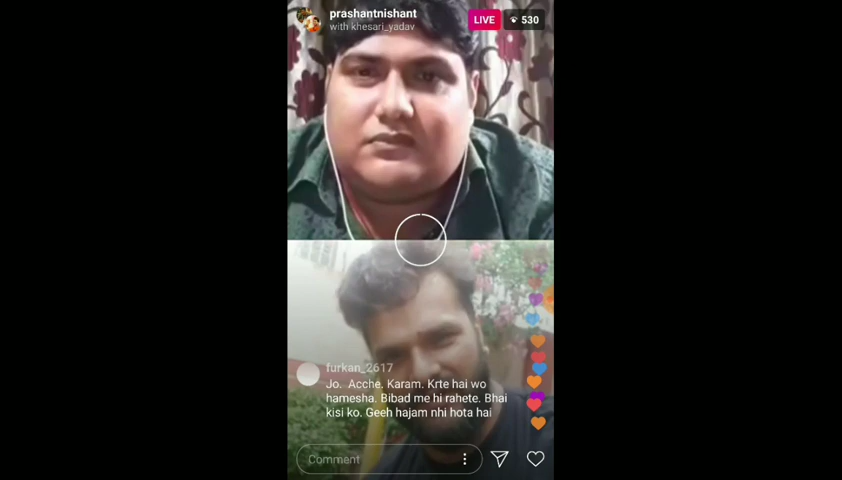 prashantnishant
with khesari_yadav
LIVE
530
furkan_2617
Jo. Acche. Karam. Krte hai wo
hamesha. Bibad me hi rahete. Bhai
kisi ko. Geeh hajam nhi hota hai
Comment